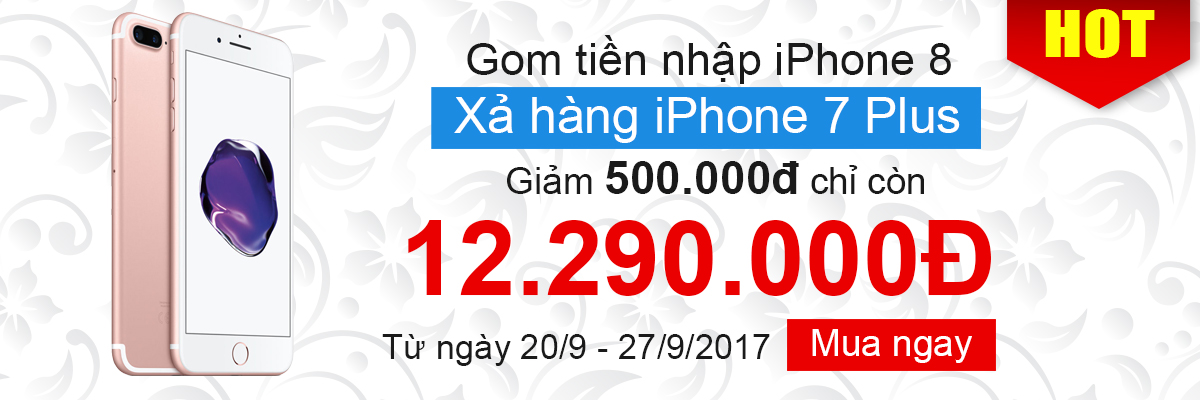 HOT
Gom tiền nhập iPhone 8
Xả hàng iPhone 7 Plus
Giảm 500.000đ chỉ còn
12.290.000Đ
Từ ngày 20/9 - 27/9/2017
Mua ngay